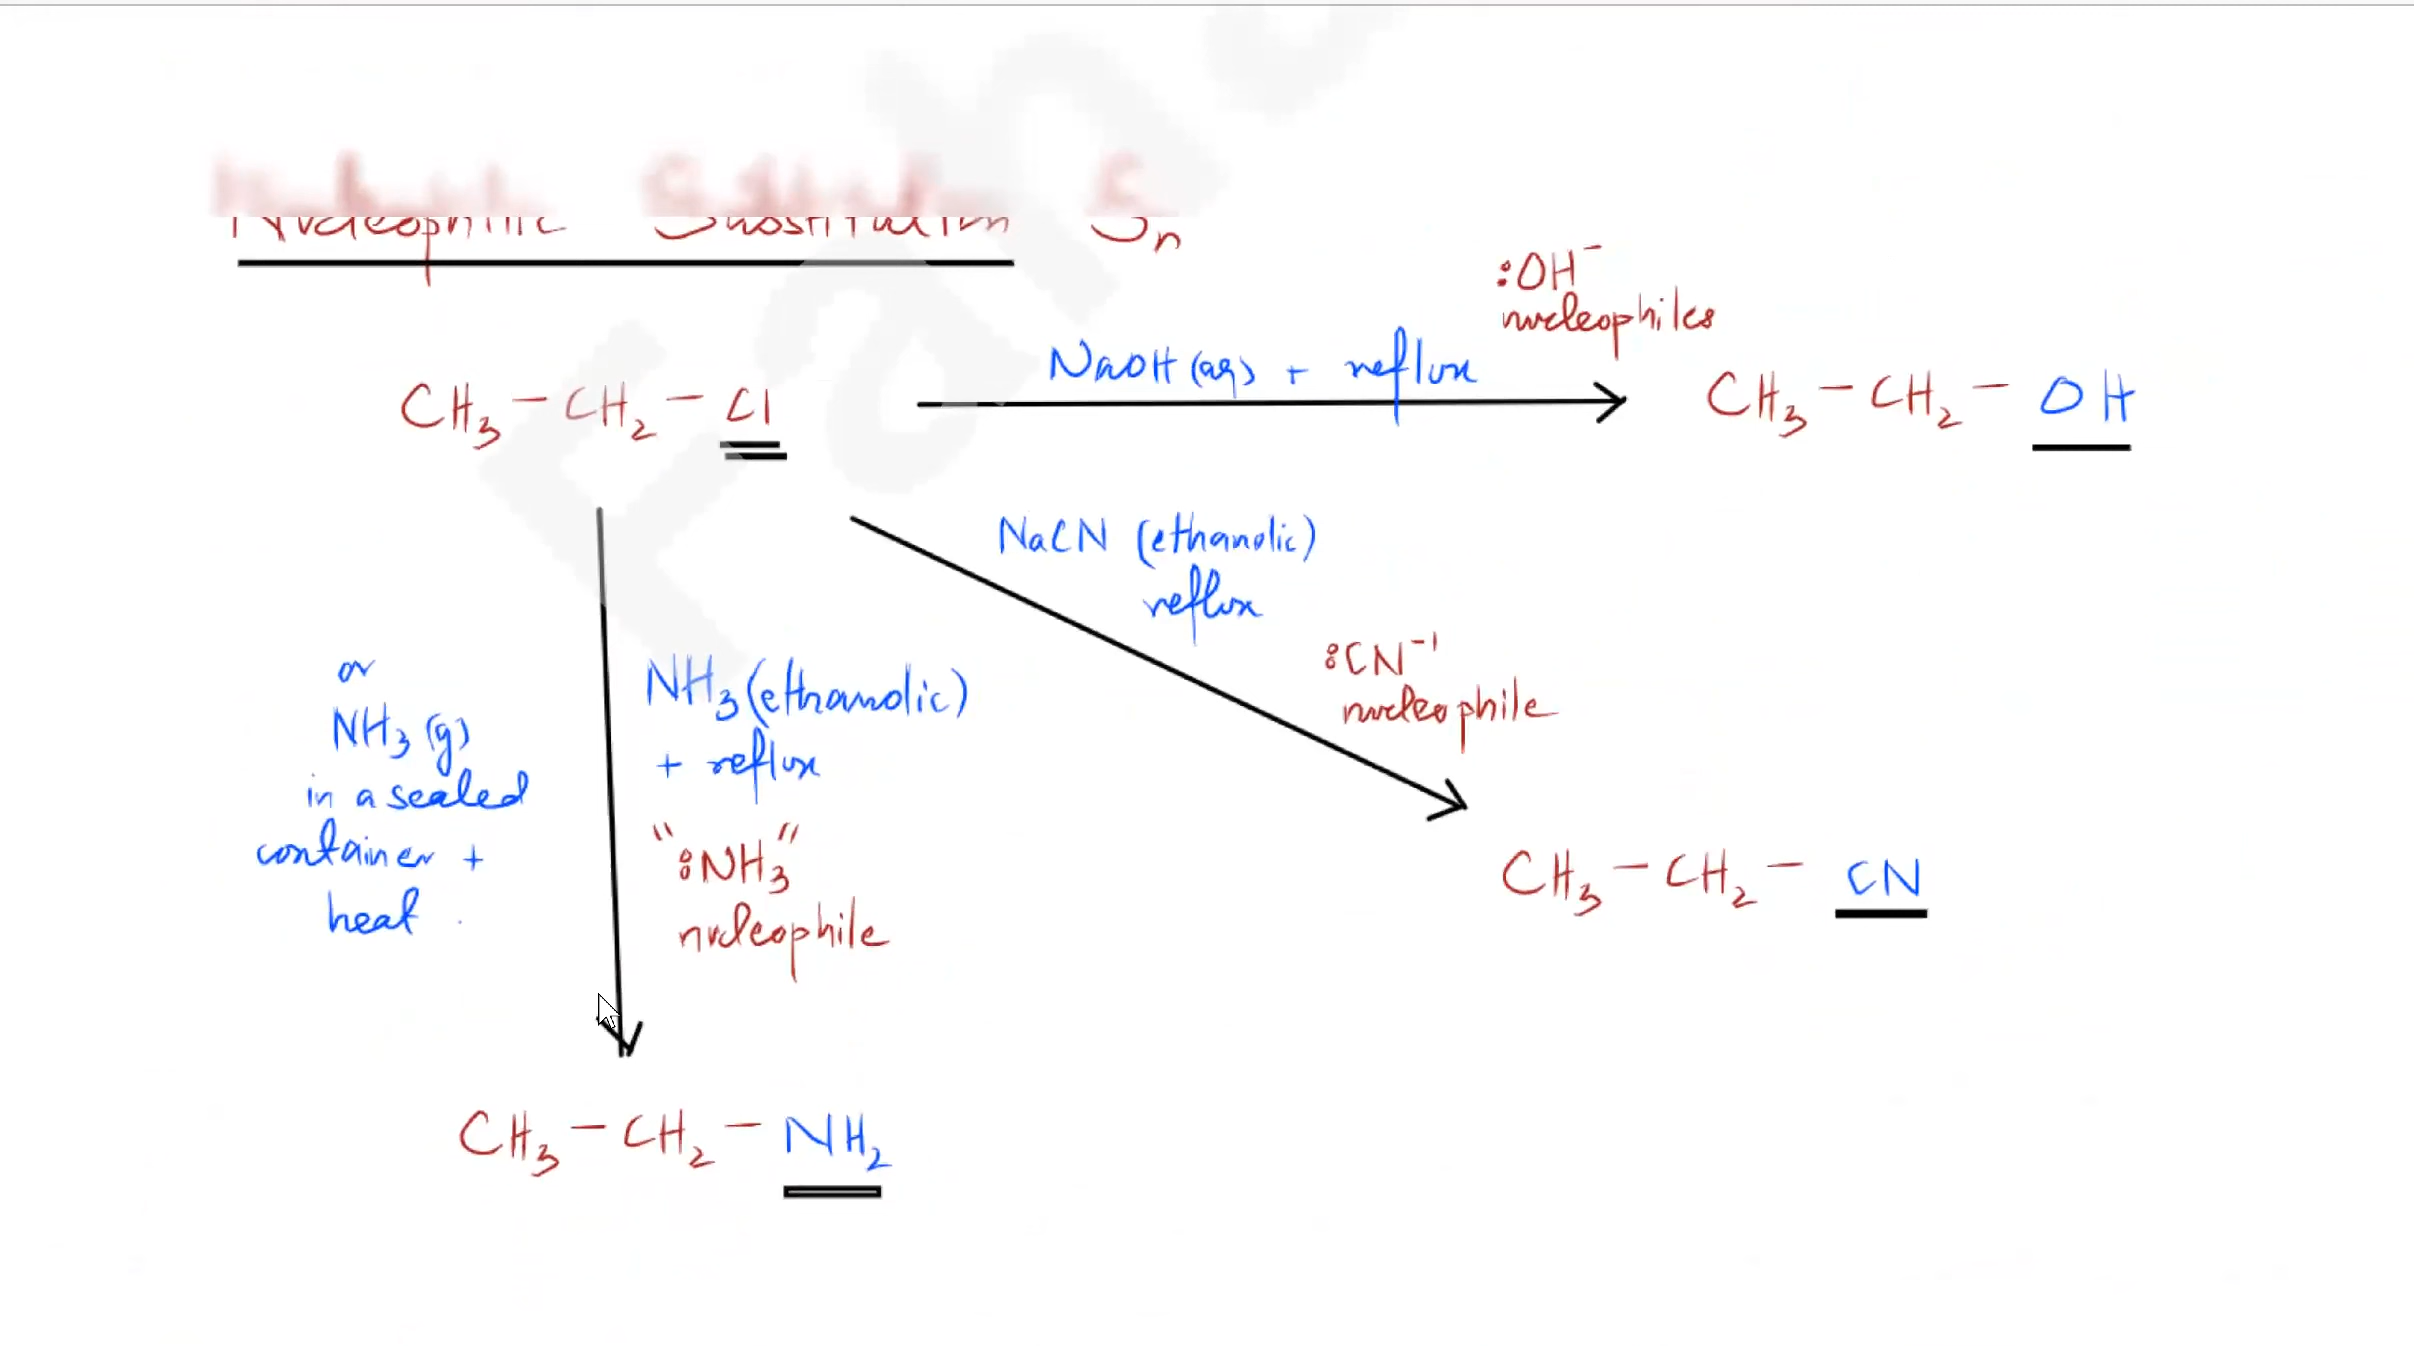 Nucleophilic Substitution Sn
:OH⁻
nucleophiles
NaOH (aq) + reflux
CH₃ – CH₂ – Cl
CH₃ – CH₂ – OH
NaCN (ethanolic)
reflux
:CN⁻¹
nucleophile
or
NH₃ (g)
in a sealed
container +
heat
NH₃ (ethanolic)
+ reflux
":NH₃"
nucleophile
CH₃ – CH₂ – CN
CH₃ – CH₂ – NH₂